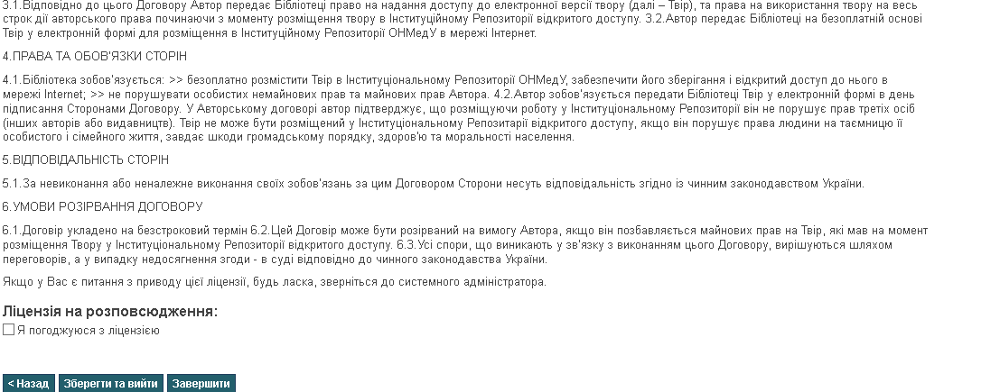 3.1.Відповідно до цього Договору Автор передає Бібліотеці право на надання доступу до електронної версії твору (далі – Твір), та права на використання твору на весь
строк дії авторського права починаючи з моменту розміщення твору в Інституційному Репозиторії відкритого доступу. 3.2.Автор передає Бібліотеці на безоплатній основі
Твір у електронній формі для розміщення в Інституційному Репозиторії ОНМедУ в мережі Інтернет.
4.ПРАВА ТА ОБОВ'ЯЗКИ СТОРІН
4.1.Бібліотека зобов'язується: >> безоплатно розмістити Твір в Інституціональному Репозиторії ОНМедУ, забезпечити його зберігання і відкритий доступ до нього в
мережі Internet; >> не порушувати особистих немайнових прав та майнових прав Автора. 4.2.Автор зобов'язується передати Бібліотеці Твір у електронній формі в день
підписання Сторонами Договору. У Авторському договорі автор підтверджує, що розміщуючи роботу у Інституціональному Репозиторії він не порушує прав третіх осіб
(інших авторів або видавництв). Твір не може бути розміщений у Інституціональному Репозитарії відкритого доступу, якщо він порушує права людини на таємницю її
особистого і сімейного життя, завдає шкоди громадському порядку, здоров'ю та моральності населення.
5.ВІДПОВІДАЛЬНІСТЬ СТОРІН
5.1.За невиконання або неналежне виконання своїх зобов'язань за цим Договором Сторони несуть відповідальність згідно із чинним законодавством України.
6.УМОВИ РОЗІРВАННЯ ДОГОВОРУ
6.1.Договір укладено на безстроковий термін 6.2.Цей Договір може бути розірваний на вимогу Автора, якщо він позбавляється майнових прав на Твір, які мав на момент
розміщення Твору у Інституціональному Репозиторії відкритого доступу. 6.3.Усі спори, що виникають у зв'язку з виконанням цього Договору, вирішуються шляхом
переговорів, а у випадку недосягнення згоди - в суді відповідно до чинного законодавства України.
Якщо у Вас є питання з приводу цієї ліцензії, будь ласка, зверніться до системного адміністратора.
Ліцензія на розповсюдження:
Я погоджуюся з ліцензією
< Назад Зберегти та вийти Завершити